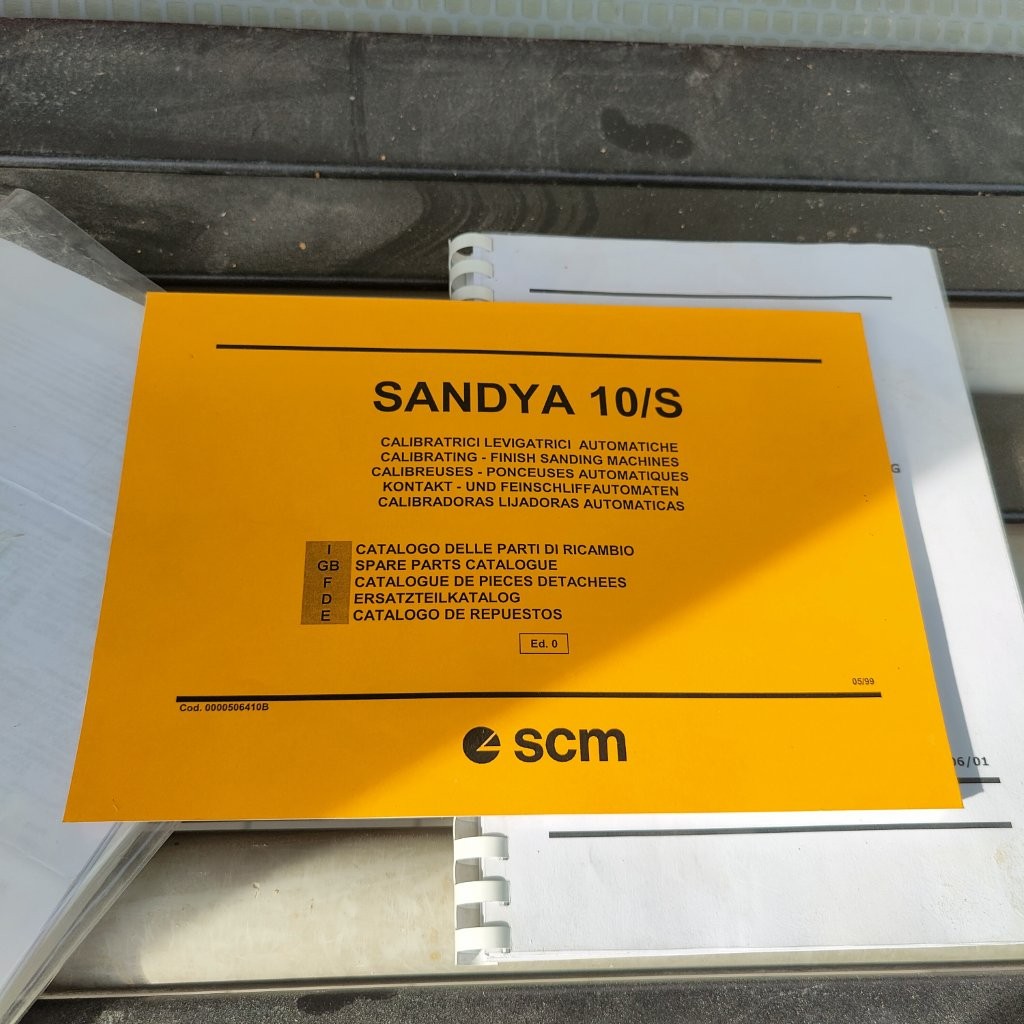 SANDYA 10/S
CALIBRATRICI LEVIGATRICI AUTOMATICHE
CALIBRATING - FINISH SANDING MACHINES
CALIBREUSES - PONCEUSES AUTOMATIQUES
KONTAKT - UND FEINSCHLIFFAUTOMATEN
CALIBRADORAS LIJADORAS AUTOMATICAS
I CATALOGO DELLE PARTI DI RICAMBIO
GB SPARE PARTS CATALOGUE
F CATALOGUE DE PIECES DETACHEES
D ERSATZTEILKATALOG
E CATALOGO DE REPUESTOS
Ed. 0
05/99
Cod. 0000506410B
scm
G
06/01